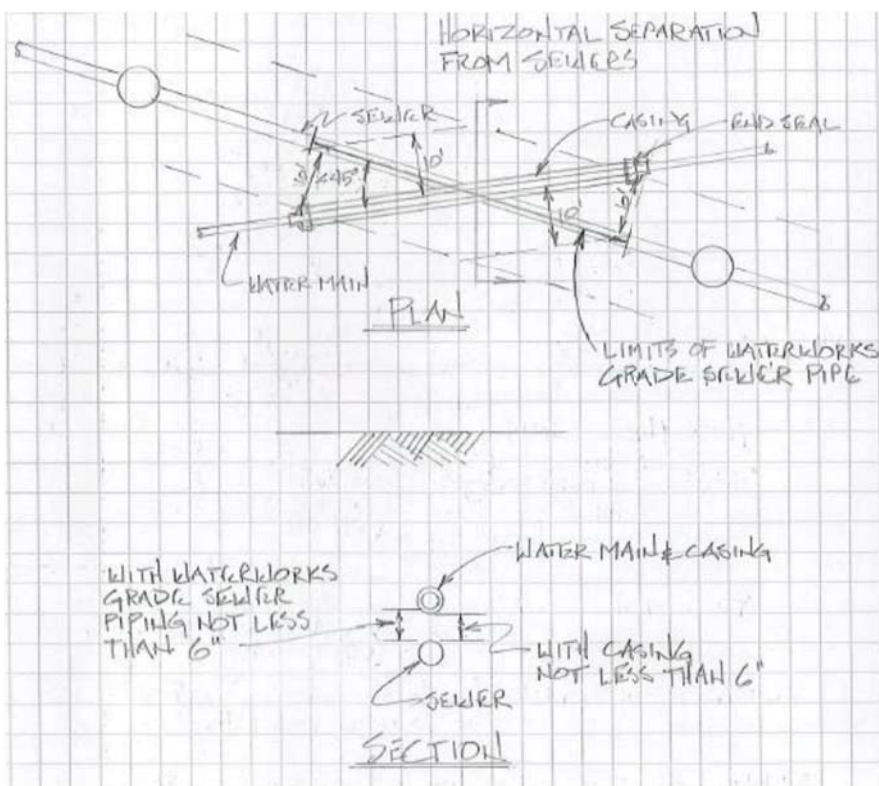 HORIZONTAL SEPARATION
FROM SEWERS
SEWER
CASING
END SEAL
10'
<45°
10'
WATER MAIN
PLAN
LIMITS OF WATERWORKS
GRADE SEWER PIPE
WATER MAIN & CASING
WITH WATERWORKS
GRADE SEWER
PIPING NOT LESS
THAN 6"
WITH CASING
NOT LESS THAN 6"
SEWER
SECTION